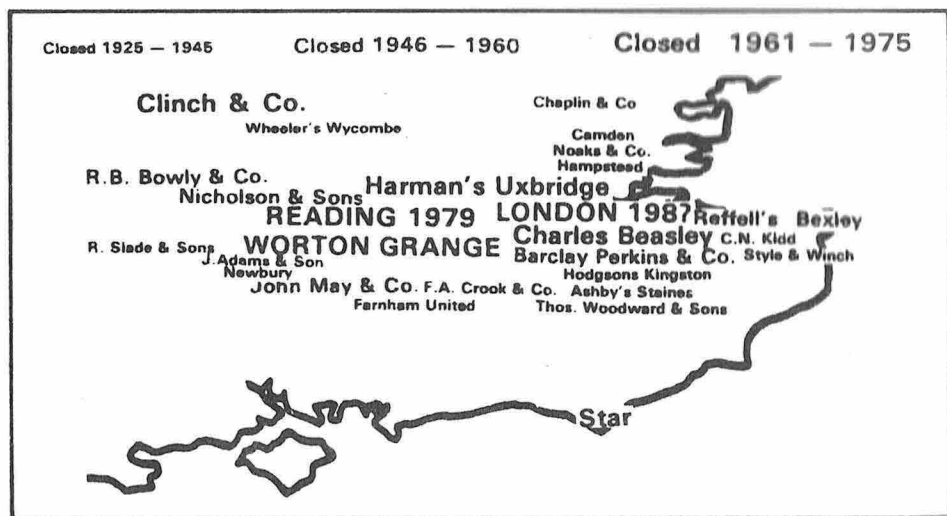 Closed 1925 – 1945 Closed 1946 – 1960 Closed 1961 – 1975
Clinch & Co. Chaplin & Co
Wheeler's Wycombe
Camden
Noaks & Co.
Hampstead
R.B. Bowly & Co.
Nicholson & Sons Harman's Uxbridge
READING 1979 LONDON 1987 Reffell's Bexley
R. Slade & Sons WORTON GRANGE Charles Beasley C.N. Kidd
J.Adams & Son Barclay Perkins & Co. Style & Winch
Newbury Hodgsons Kingston
John May & Co. F.A. Crook & Co. Ashby's Staines
Farnham United Thos. Woodward & Sons
Star